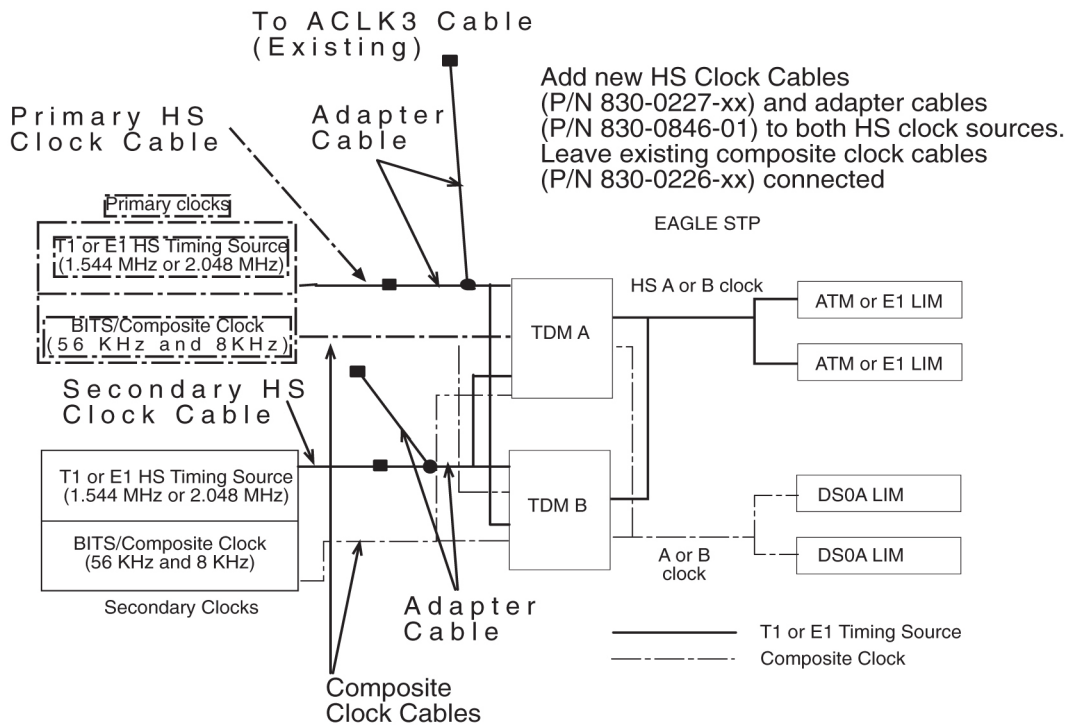 To ACLK3 Cable
(Existing)
Add new HS Clock Cables
(P/N 830-0227-xx) and adapter cables
(P/N 830-0846-01) to both HS clock sources.
Leave existing composite clock cables
(P/N 830-0226-xx) connected
Primary HS
Clock Cable
Adapter
Cable
Primary clocks
EAGLE STP
T1 or E1 HS Timing Source
(1.544 MHz or 2.048 MHz)
HS A or B clock
ATM or E1 LIM
BITS/Composite Clock
(56 KHz and 8KHz)
TDM A
ATM or E1 LIM
Secondary HS
Clock Cable
T1 or E1 HS Timing Source
(1.544 MHz or 2.048 MHz)
TDM B
DS0A LIM
BITS/Composite Clock
(56 KHz and 8 KHz)
A or B
clock
DS0A LIM
Secondary Clocks
Adapter
Cable
T1 or E1 Timing Source
Composite Clock
Composite
Clock Cables